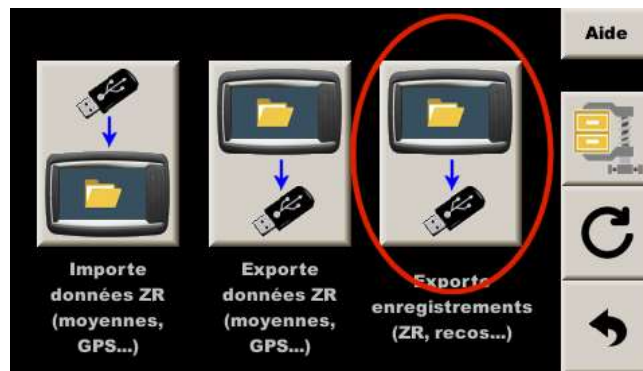 Aide
Importe
données ZR
(moyennes,
GPS...)
Exporte
données ZR
(moyennes,
GPS...)
Exporte
enregistrements
(ZR, recos...)